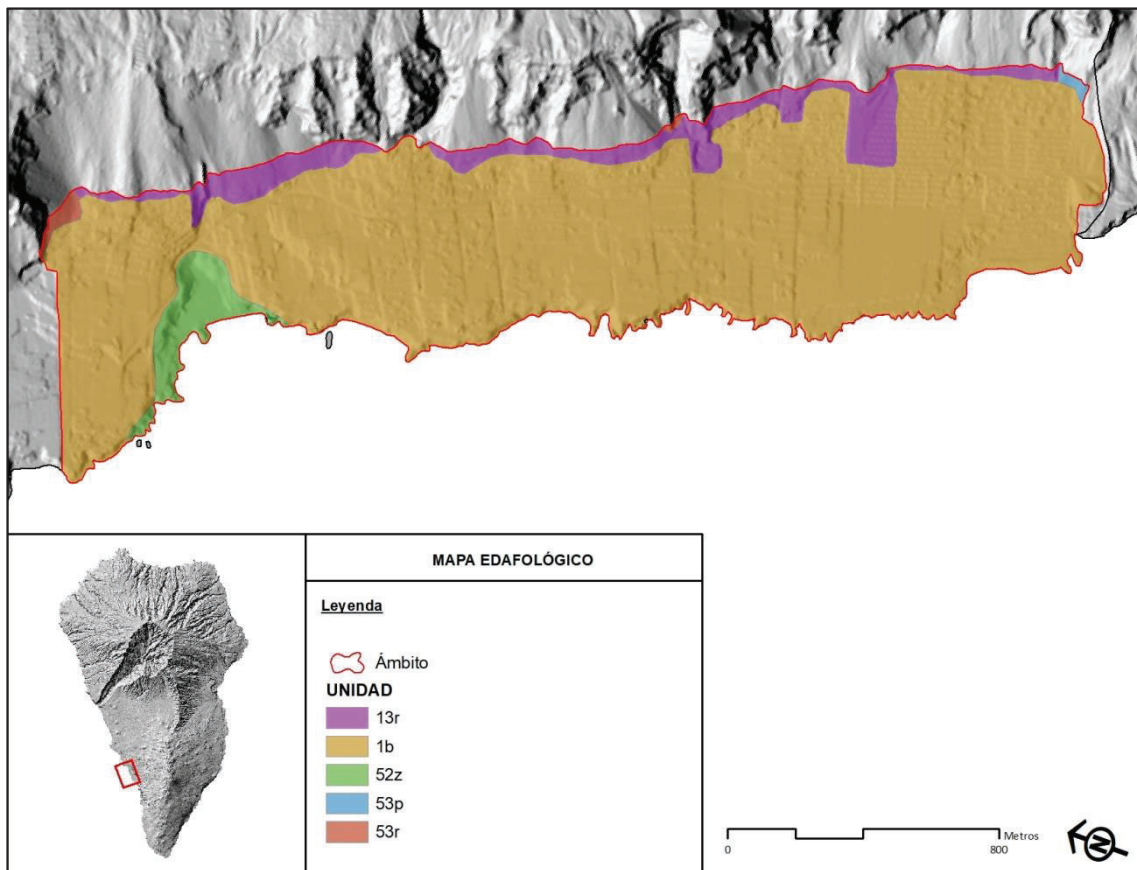 MAPA EDAFOLÓGICO
Leyenda
Ámbito
UNIDAD
13r
1b
52z
53p
53r
Metros
0 800
N